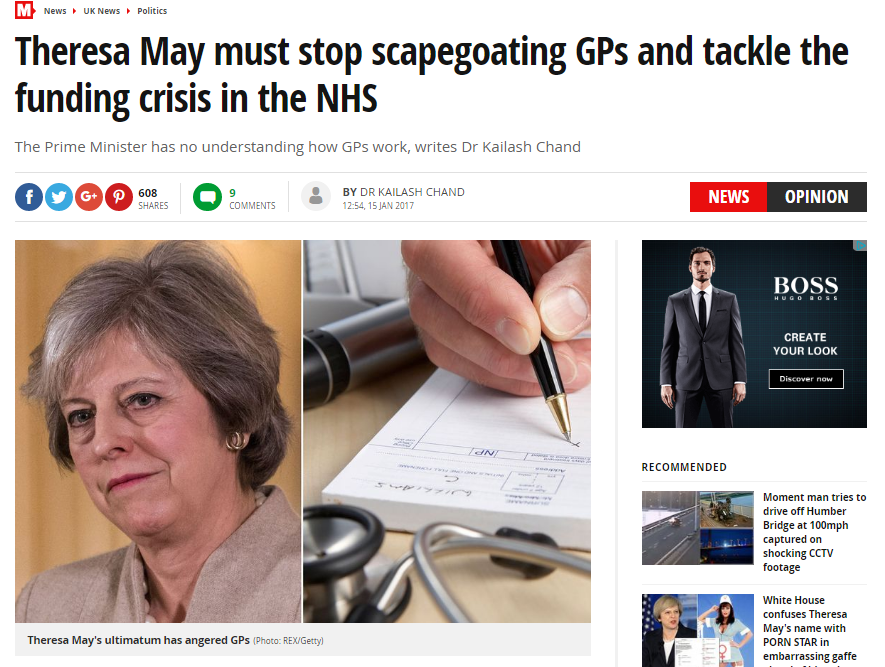 M
News ▸ UK News ▸ Politics
Theresa May must stop scapegoating GPs and tackle the
funding crisis in the NHS
The Prime Minister has no understanding how GPs work, writes Dr Kailash Chand
f
G+
608
SHARES
9
COMMENTS
BY DR KAILASH CHAND
12:54, 15 JAN 2017
NEWS
OPINION
NP
Address
WILLIAMS
C
BOSS
HUGO BOSS
CREATE
YOUR LOOK
Discover now
Theresa May's ultimatum has angered GPs (Photo: REX/Getty)
RECOMMENDED
Moment man tries to
drive off Humber
Bridge at 100mph
captured on
shocking CCTV
footage
White House
confuses Theresa
May's name with
PORN STAR in
embarrassing gaffe